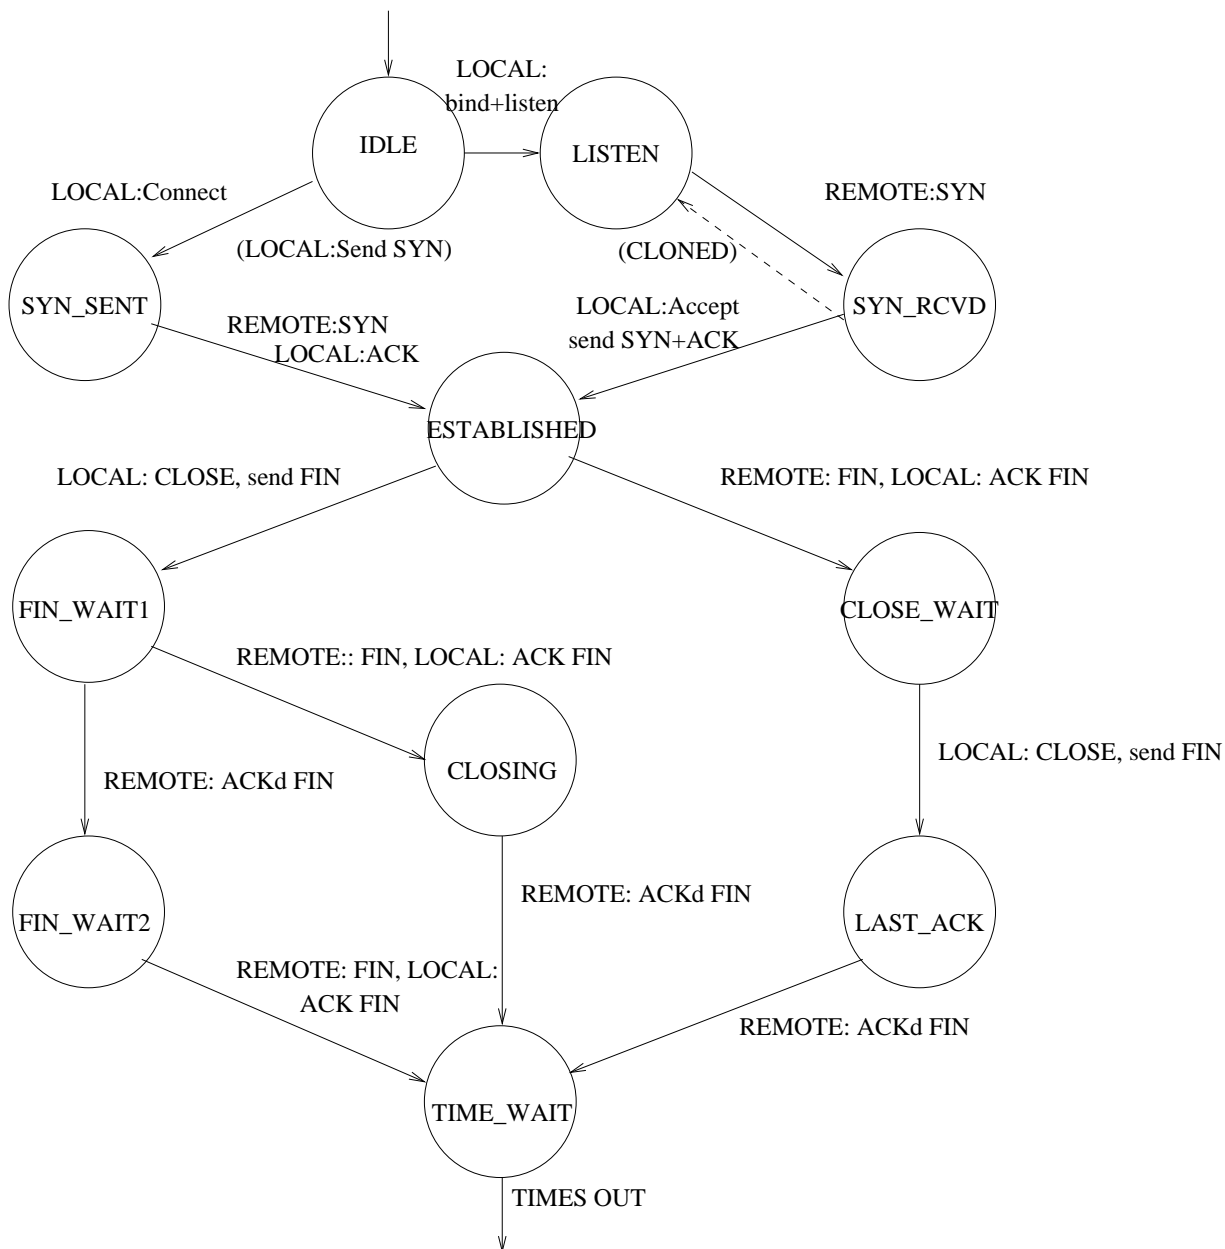 LOCAL:
bind+listen
IDLE
LISTEN
LOCAL:Connect
REMOTE:SYN
(LOCAL:Send SYN)
(CLONED)
SYN_SENT
LOCAL:Accept
SYN_RCVD
REMOTE:SYN
send SYN+ACK
LOCAL:ACK
ESTABLISHED
LOCAL: CLOSE, send FIN
REMOTE: FIN, LOCAL: ACK FIN
FIN_WAIT1
CLOSE_WAIT
REMOTE:: FIN, LOCAL: ACK FIN
LOCAL: CLOSE, send FIN
CLOSING
REMOTE: ACKd FIN
REMOTE: ACKd FIN
FIN_WAIT2
LAST_ACK
REMOTE: FIN, LOCAL:
ACK FIN
REMOTE: ACKd FIN
TIME_WAIT
TIMES OUT